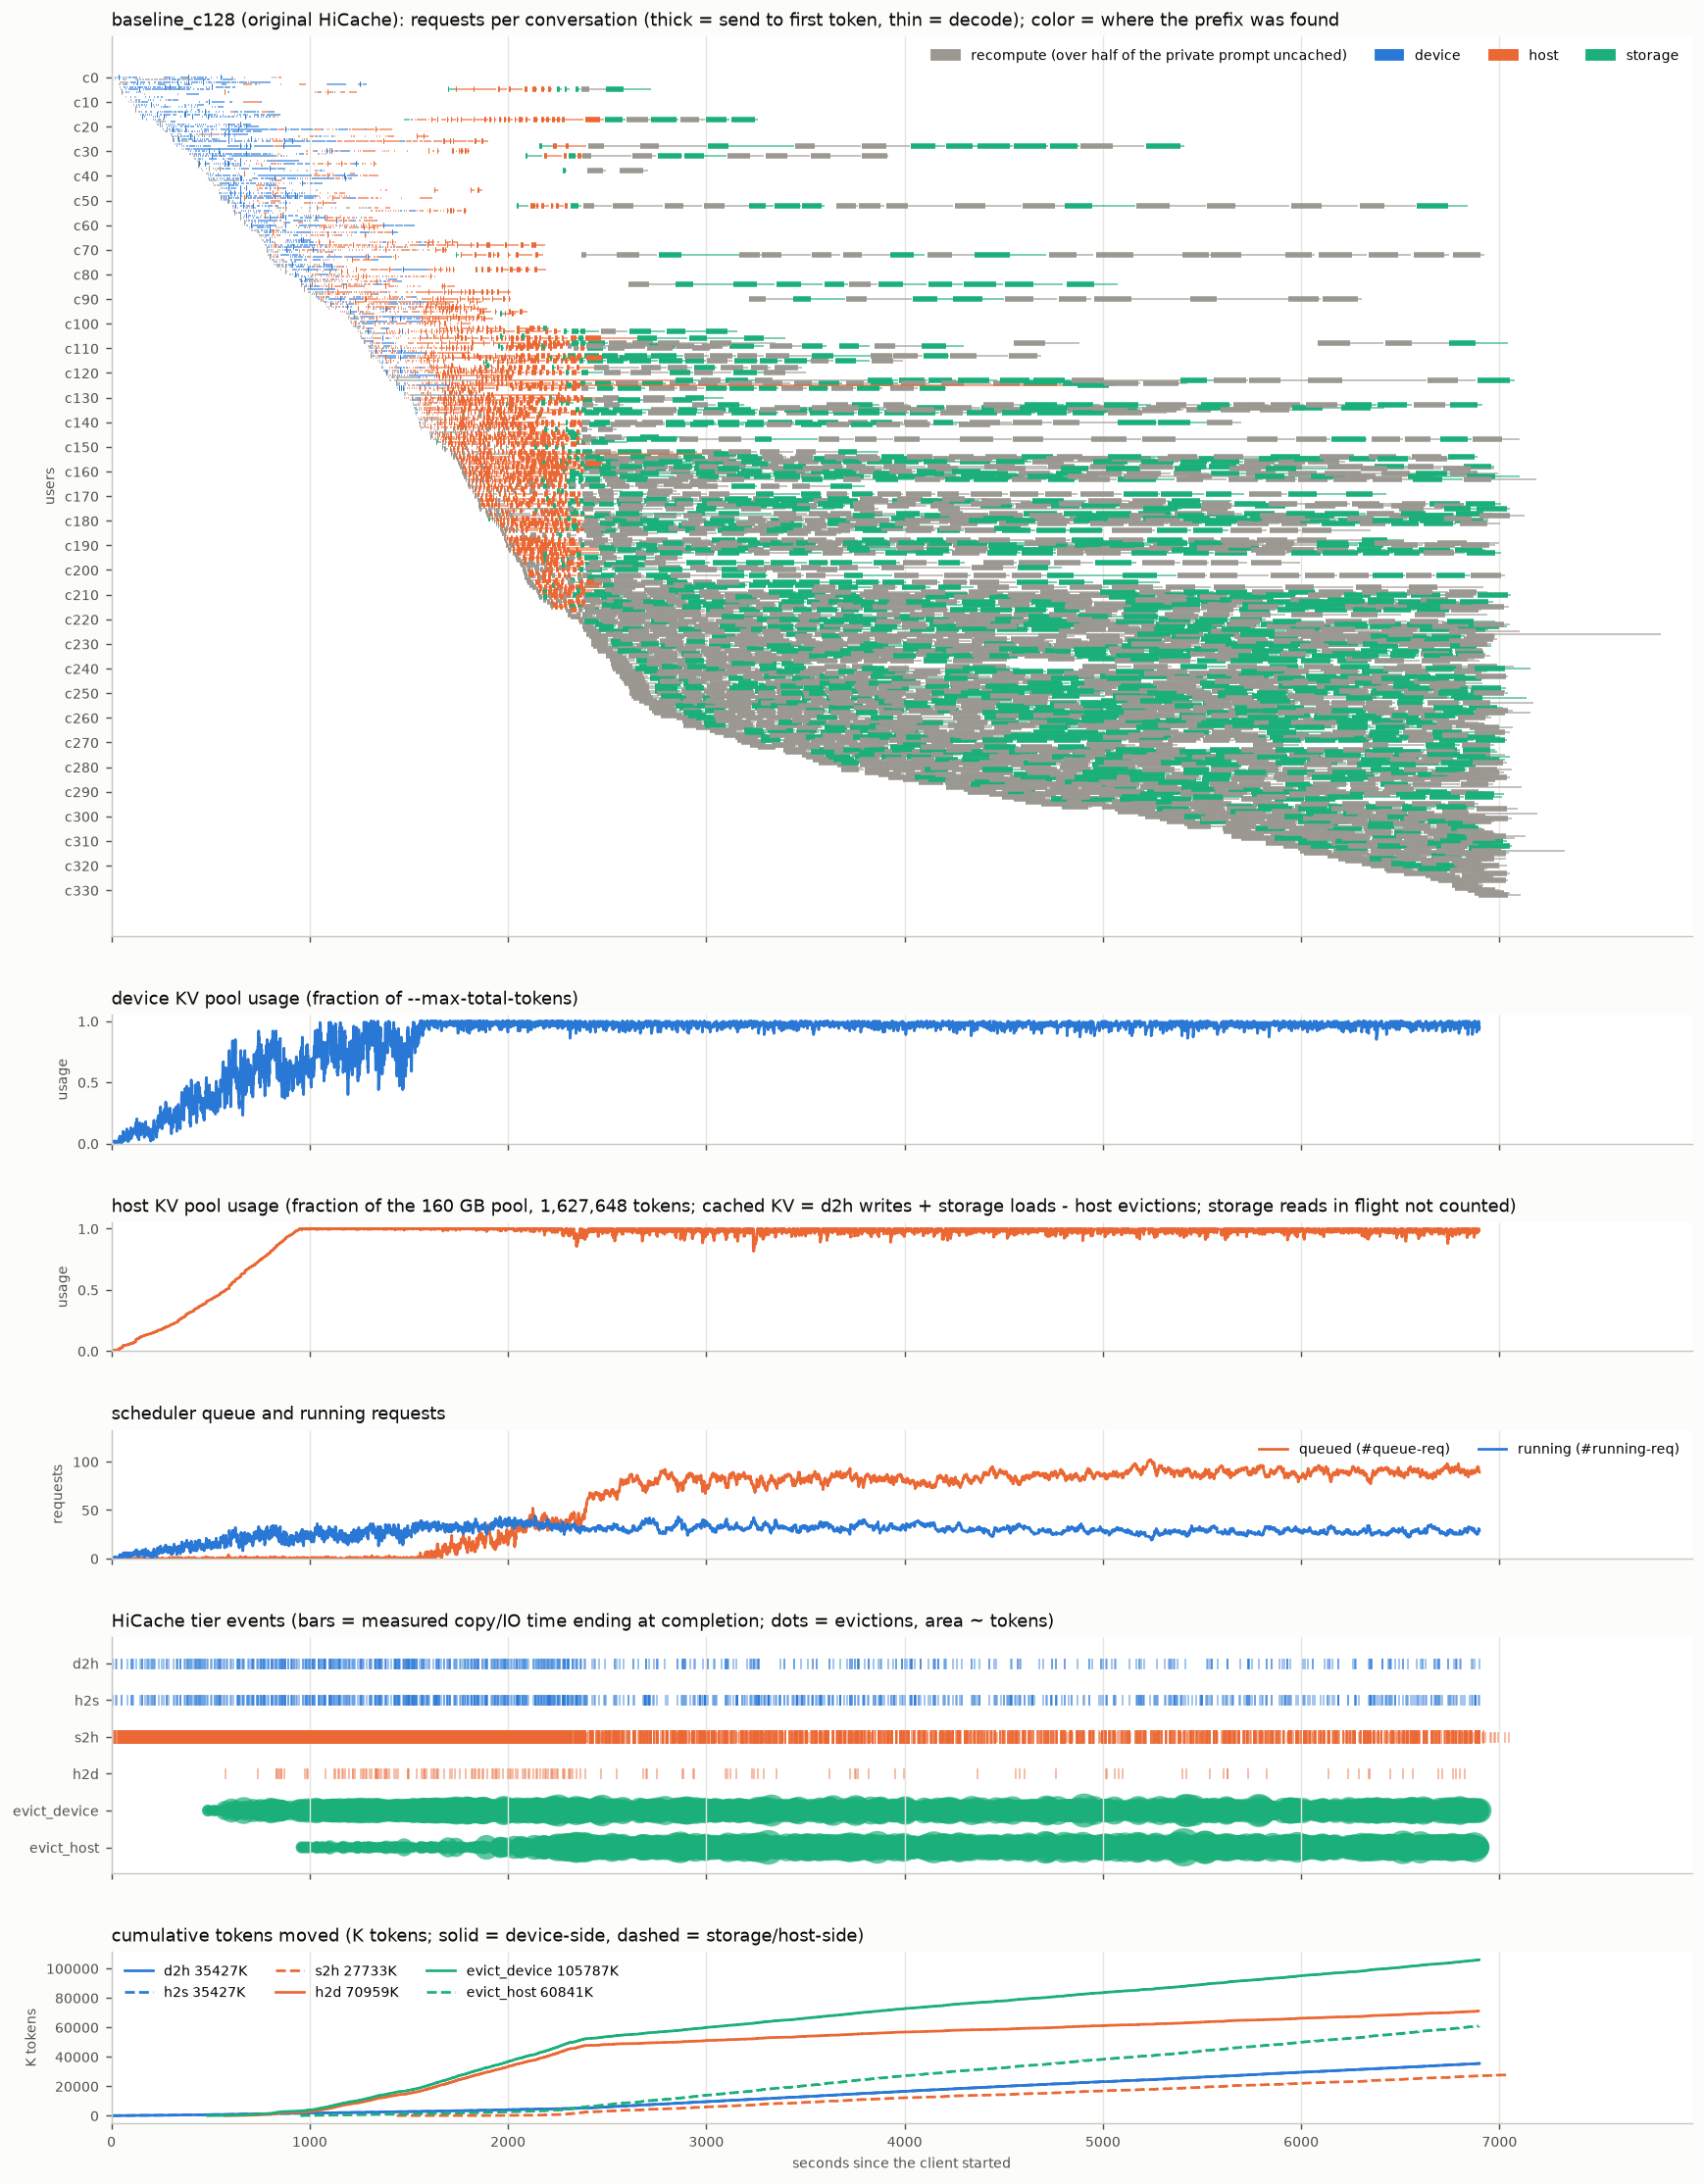 baseline_c128 (original HiCache): requests per conversation (thick = send to first token, thin = decode); color = where the prefix was found
recompute (over half of the private prompt uncached) device host storage
c0
c10
c20
c30
c40
c50
c60
c70
c80
c90
c100
c110
c120
c130
c140
c150
c160
c170
c180
c190
c200
c210
c220
c230
c240
c250
c260
c270
c280
c290
c300
c310
c320
c330
users
device KV pool usage (fraction of --max-total-tokens)
1.0
0.5
0.0
usage
host KV pool usage (fraction of the 160 GB pool, 1,627,648 tokens; cached KV = d2h writes + storage loads - host evictions; storage reads in flight not counted)
1.0
0.5
0.0
usage
scheduler queue and running requests
queued (#queue-req) running (#running-req)
100
50
0
requests
HiCache tier events (bars = measured copy/IO time ending at completion; dots = evictions, area ~ tokens)
d2h
h2s
s2h
h2d
evict_device
evict_host
cumulative tokens moved (K tokens; solid = device-side, dashed = storage/host-side)
d2h 35427K s2h 27733K evict_device 105787K
h2s 35427K h2d 70959K evict_host 60841K
100000
80000
60000
40000
20000
0
K tokens
0 1000 2000 3000 4000 5000 6000 7000
seconds since the client started